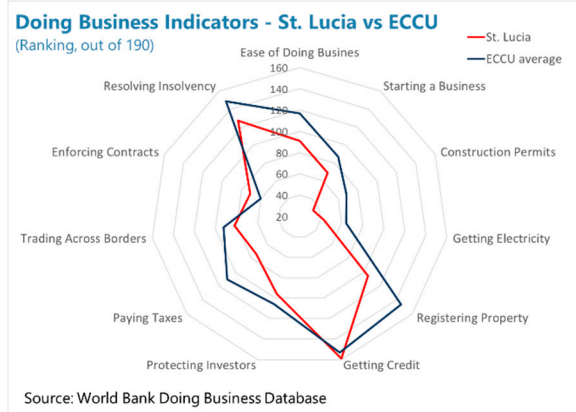 Doing Business Indicators - St. Lucia vs ECCU
(Ranking, out of 190)
St. Lucia
ECCU average
Ease of Doing Busines
Starting a Business
Construction Permits
Getting Electricity
Registering Property
Getting Credit
Protecting Investors
Paying Taxes
Trading Across Borders
Enforcing Contracts
Resolving Insolvency
160
140
120
100
80
60
40
20
Source: World Bank Doing Business Database